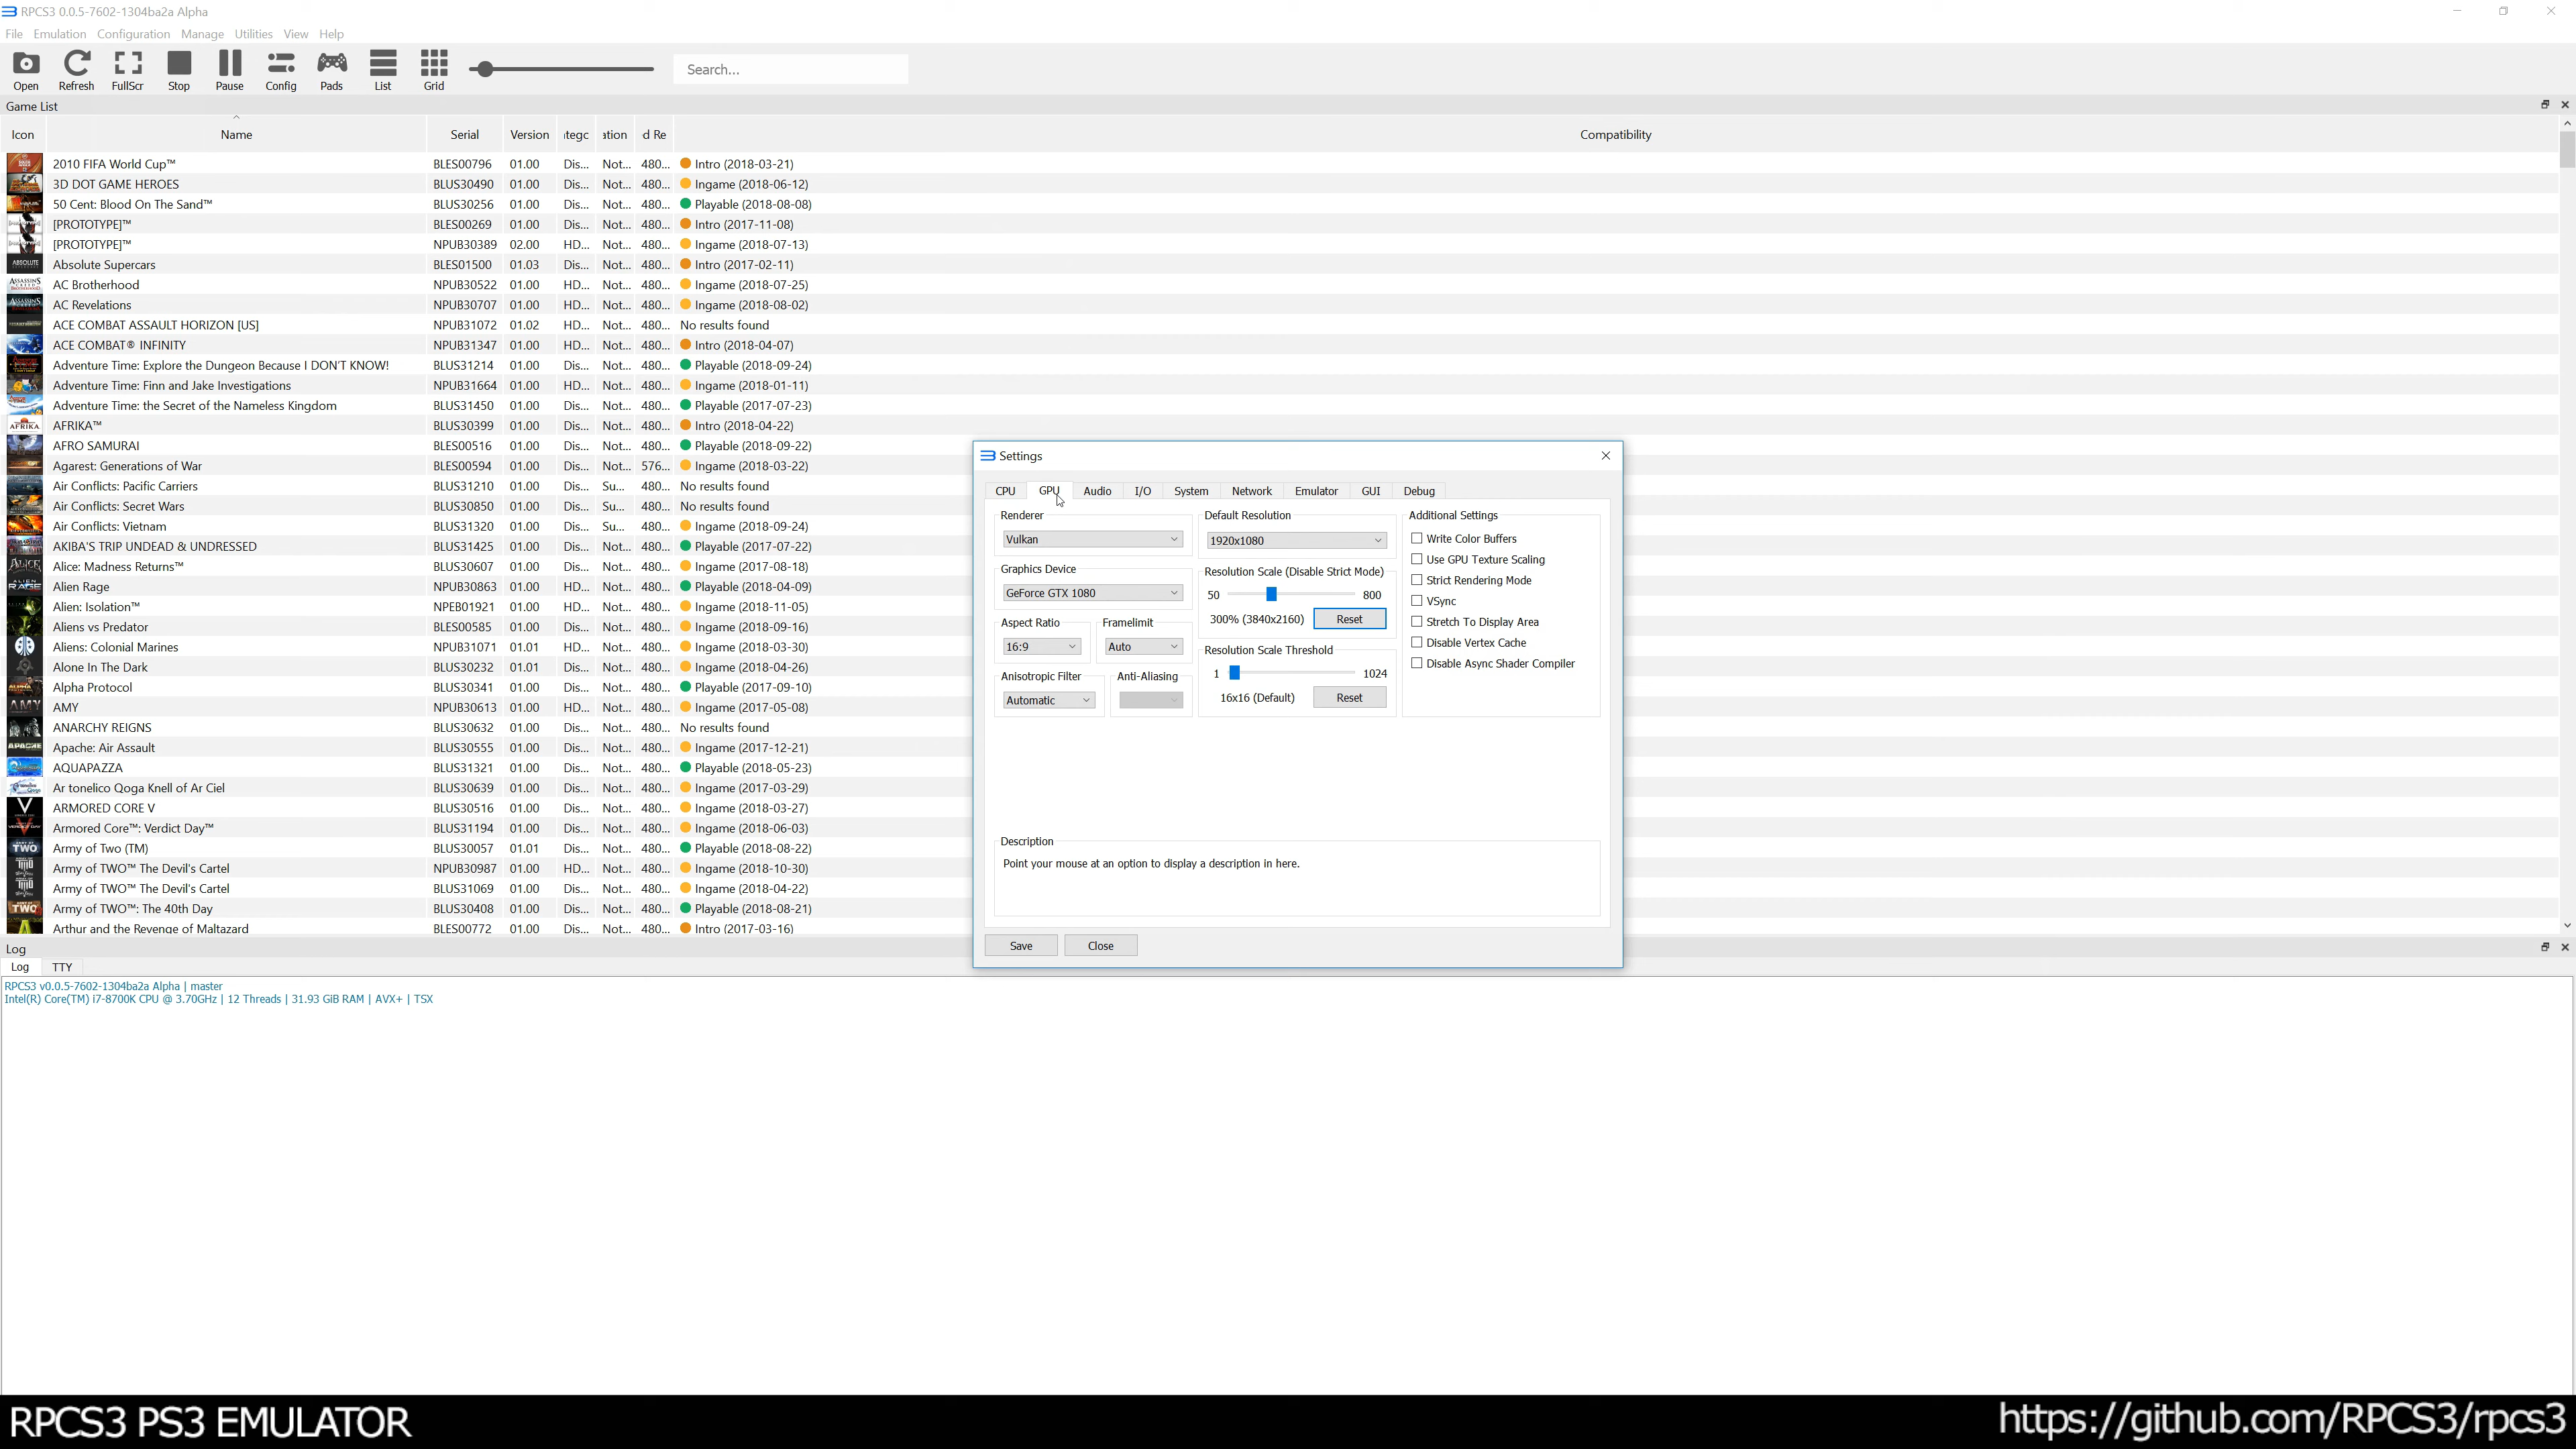 RPCS3 0.0.5-7602-1304ba2a Alpha
File Emulation Configuration Manage Utilities View Help
Open Refresh FullScr Stop Pause Config Pads List Grid Search...
Game List
Icon Name Serial Version itegc ation d Re Compatibility
2010 FIFA World Cup™ BLES00796 01.00 Dis... Not... 480... Intro (2018-03-21)
3D DOT GAME HEROES BLUS30490 01.00 Dis... Not... 480... Ingame (2018-06-12)
50 Cent: Blood On The Sand™ BLUS30256 01.00 Dis... Not... 480... Playable (2018-08-08)
[PROTOTYPE]™ BLES00269 01.00 Dis... Not... 480... Intro (2017-11-08)
[PROTOTYPE]™ NPUB30389 02.00 HD... Not... 480... Ingame (2018-07-13)
Absolute Supercars BLES01500 01.03 Dis... Not... 480... Intro (2017-02-11)
AC Brotherhood NPUB30522 01.00 HD... Not... 480... Ingame (2018-07-25)
AC Revelations NPUB30707 01.00 HD... Not... 480... Ingame (2018-08-02)
ACE COMBAT ASSAULT HORIZON [US] NPUB31072 01.02 HD... Not... 480... No results found
ACE COMBAT® INFINITY NPUB31347 01.00 HD... Not... 480... Intro (2018-04-07)
Adventure Time: Explore the Dungeon Because I DON'T KNOW! BLUS31214 01.00 Dis... Not... 480... Playable (2018-09-24)
Adventure Time: Finn and Jake Investigations NPUB31664 01.00 HD... Not... 480... Ingame (2018-01-11)
Adventure Time: the Secret of the Nameless Kingdom BLUS31450 01.00 Dis... Not... 480... Playable (2017-07-23)
AFRIKA™ BLUS30399 01.00 Dis... Not... 480... Intro (2018-04-22)
AFRO SAMURAI BLES00516 01.00 Dis... Not... 480... Playable (2018-09-22)
Agarest: Generations of War BLES00594 01.00 Dis... Not... 576... Ingame (2018-03-22)
Air Conflicts: Pacific Carriers BLUS31210 01.00 Dis... Su... 480... No results found
Air Conflicts: Secret Wars BLUS30850 01.00 Dis... Su... 480... No results found
Air Conflicts: Vietnam BLUS31320 01.00 Dis... Su... 480... Ingame (2018-09-24)
AKIBA'S TRIP UNDEAD & UNDRESSED BLUS31425 01.00 Dis... Not... 480... Playable (2017-07-22)
Alice: Madness Returns™ BLUS30607 01.00 Dis... Not... 480... Ingame (2017-08-18)
Alien Rage NPUB30863 01.00 HD... Not... 480... Playable (2018-04-09)
Alien: Isolation™ NPEB01921 01.00 HD... Not... 480... Ingame (2018-11-05)
Aliens vs Predator BLES00585 01.00 Dis... Not... 480... Ingame (2018-09-16)
Aliens: Colonial Marines NPUB31071 01.01 HD... Not... 480... Ingame (2018-03-30)
Alone In The Dark BLUS30232 01.01 Dis... Not... 480... Ingame (2018-04-26)
Alpha Protocol BLUS30341 01.01 Dis... Not... 480... Playable (2017-09-10)
AMY NPUB30613 01.00 HD... Not... 480... Ingame (2017-05-08)
ANARCHY REIGNS BLUS30632 01.00 Dis... Not... 480... No results found
Apache: Air Assault BLUS30555 01.00 Dis... Not... 480... Ingame (2017-12-21)
AQUAPAZZA BLUS31321 01.00 Dis... Not... 480... Playable (2018-05-23)
Ar tonelico Qoga Knell of Ar Ciel BLUS30639 01.00 Dis... Not... 480... Ingame (2017-03-29)
ARMORED CORE V BLUS30516 01.00 Dis... Not... 480... Ingame (2018-03-27)
Armored Core™: Verdict Day™ BLUS31194 01.00 Dis... Not... 480... Ingame (2018-06-03)
Army of Two (TM) BLUS30057 01.01 Dis... Not... 480... Playable (2018-08-22)
Army of TWO™ The Devil's Cartel NPUB30987 01.00 HD... Not... 480... Ingame (2018-10-30)
Army of TWO™ The Devil's Cartel BLUS31069 01.00 Dis... Not... 480... Ingame (2018-04-22)
Army of TWO™: The 40th Day BLUS30408 01.00 Dis... Not... 480... Playable (2018-08-21)
Arthur and the Revenge of Maltazard BLES00772 01.00 Dis... Not... 480... Intro (2017-03-16)
Settings
CPU GPU Audio I/O System Network Emulator GUI Debug
Renderer
Vulkan
Graphics Device
GeForce GTX 1080
Aspect Ratio Framelimit
16:9 Auto
Anisotropic Filter Anti-Aliasing
Automatic
Default Resolution
1920x1080
Resolution Scale (Disable Strict Mode)
50 800
300% (3840x2160) Reset
Resolution Scale Threshold
1 1024
16x16 (Default) Reset
Additional Settings
Write Color Buffers
Use GPU Texture Scaling
Strict Rendering Mode
VSync
Stretch To Display Area
Disable Vertex Cache
Disable Async Shader Compiler
Description
Point your mouse at an option to display a description in here.
Save Close
Log
Log TTY
RPCS3 v0.0.5-7602-1304ba2a Alpha | master
Intel(R) Core(TM) i7-8700K CPU @ 3.70GHz | 12 Threads | 31.93 GiB RAM | AVX+ | TSX
RPCS3 PS3 EMULATOR https://github.com/RPCS3/rpcs3